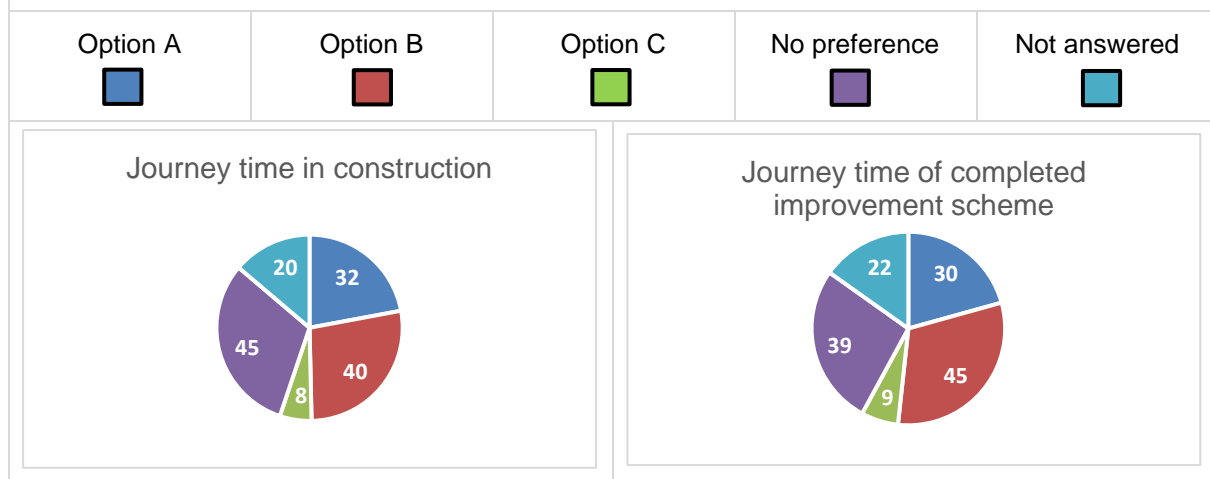 Option A
Option B
Option C
No preference
Not answered
Journey time in construction
32
40
8
45
20
Journey time of completed
improvement scheme
30
45
9
39
22